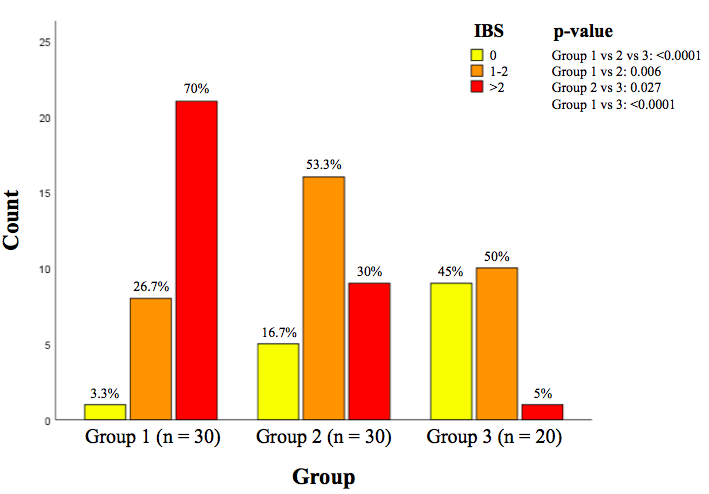 IBS
0
1-2
>2
p-value
Group 1 vs 2 vs 3: <0.0001
Group 1 vs 2: 0.006
Group 2 vs 3: 0.027
Group 1 vs 3: <0.0001
Count
25
20
15
10
5
0
3.3%
26.7%
70%
16.7%
53.3%
30%
45%
50%
5%
Group 1 (n = 30)
Group 2 (n = 30)
Group 3 (n = 20)
Group